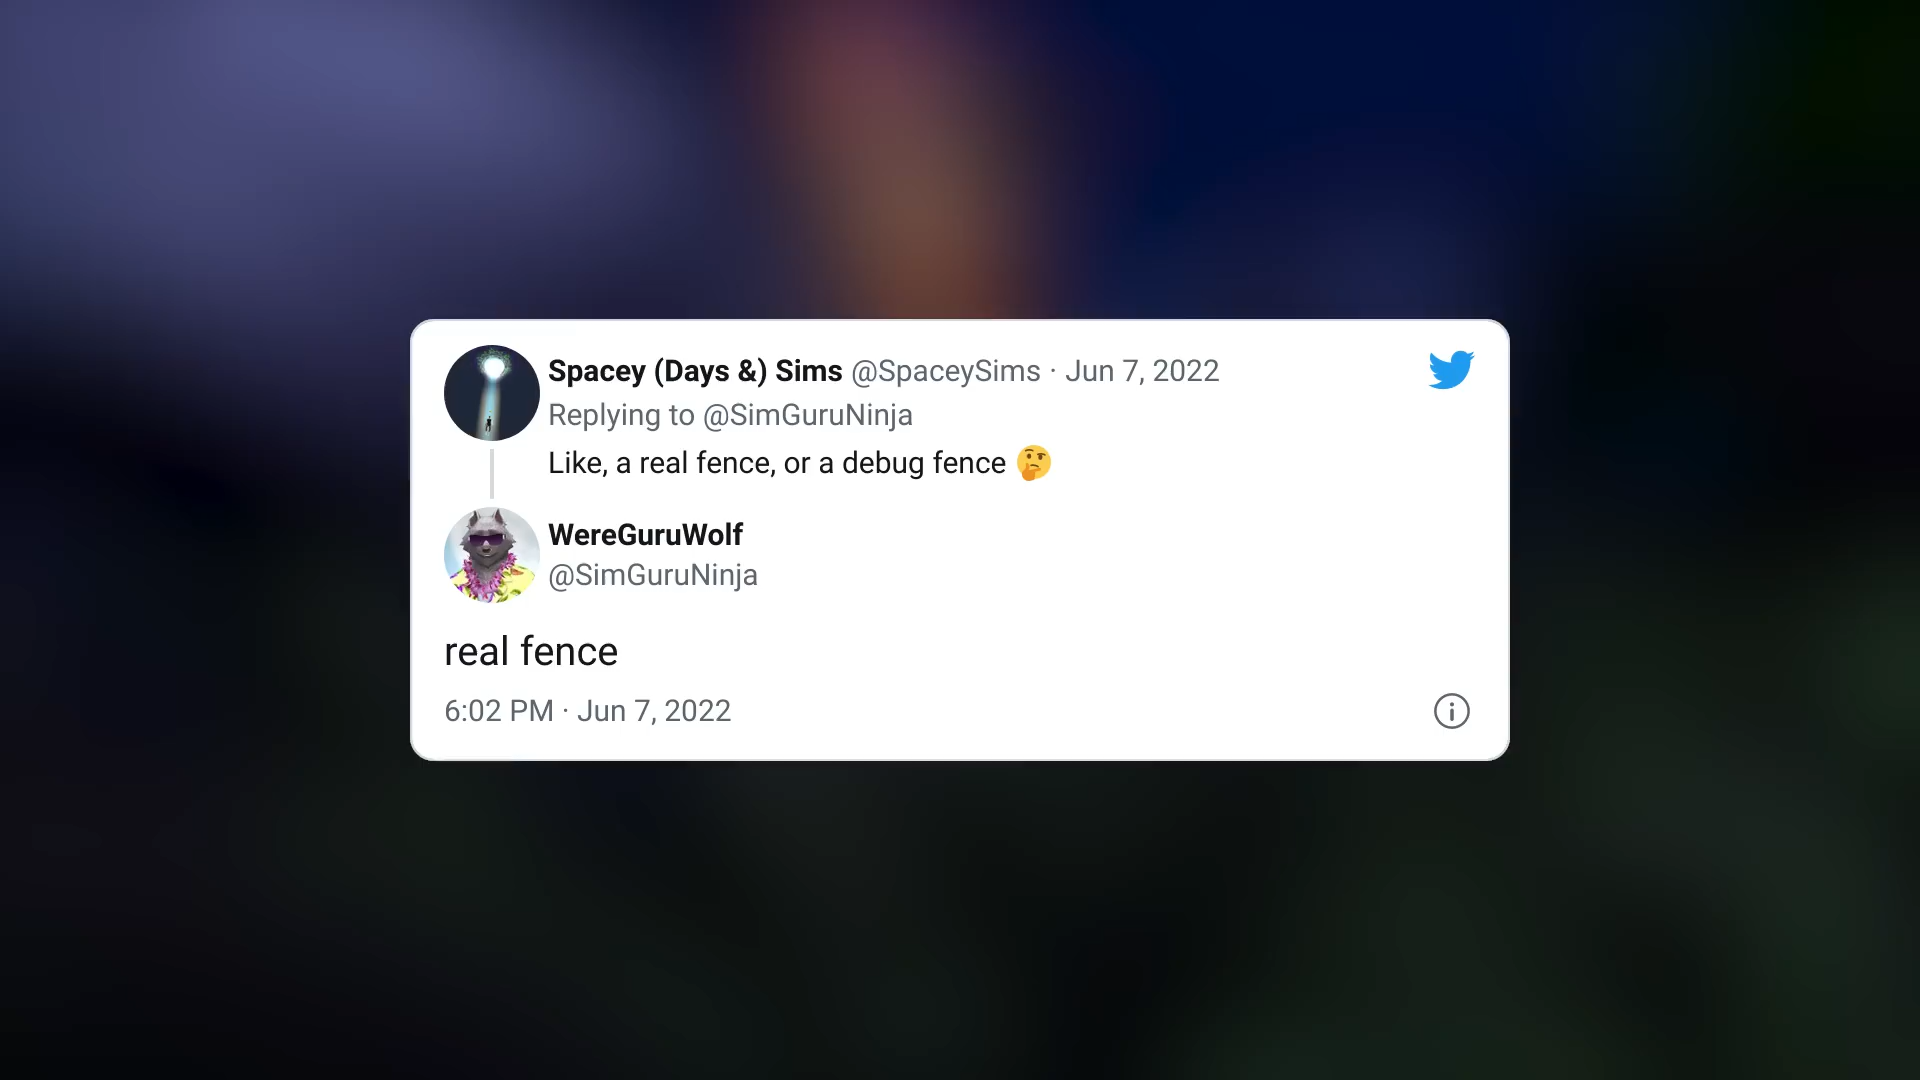 Spacey (Days &) Sims @SpaceySims · Jun 7, 2022
Replying to @SimGuruNinja
Like, a real fence, or a debug fence 🤔
WereGuruWolf
@SimGuruNinja
real fence
6:02 PM · Jun 7, 2022